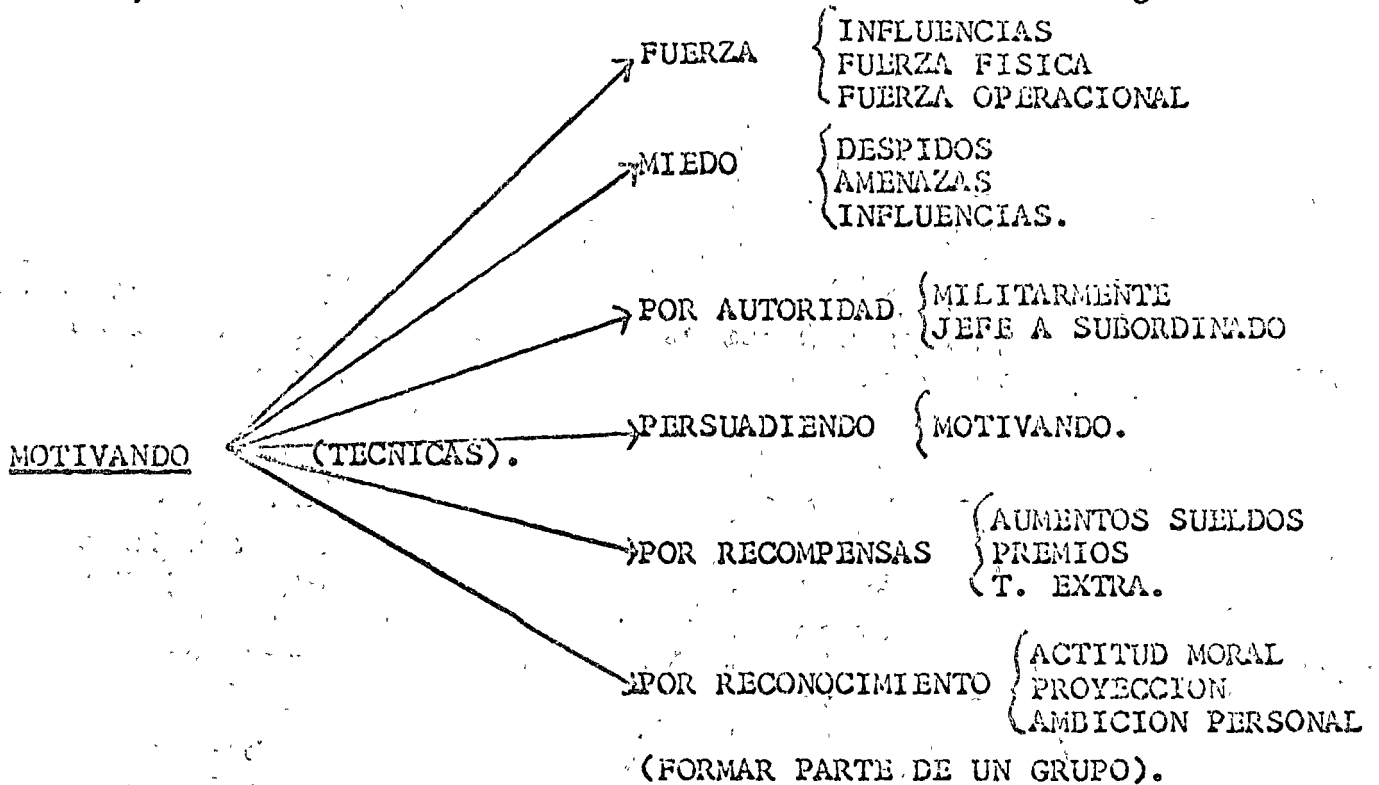 FUERZA
INFLUENCIAS
FUERZA FISICA
FUERZA OPERACIONAL
MIEDO
DESPIDOS
AMENAZAS
INFLUENCIAS.
POR AUTORIDAD
MILITARMENTE
JEFE A SUBORDINADO
MOTIVANDO
(TECNICAS).
PERSUADIENDO
MOTIVANDO.
POR RECOMPENSAS
AUMENTOS SUELDOS
PREMIOS
T. EXTRA.
POR RECONOCIMIENTO
ACTITUD MORAL
PROYECCION
AMBICION PERSONAL
(FORMAR PARTE DE UN GRUPO).